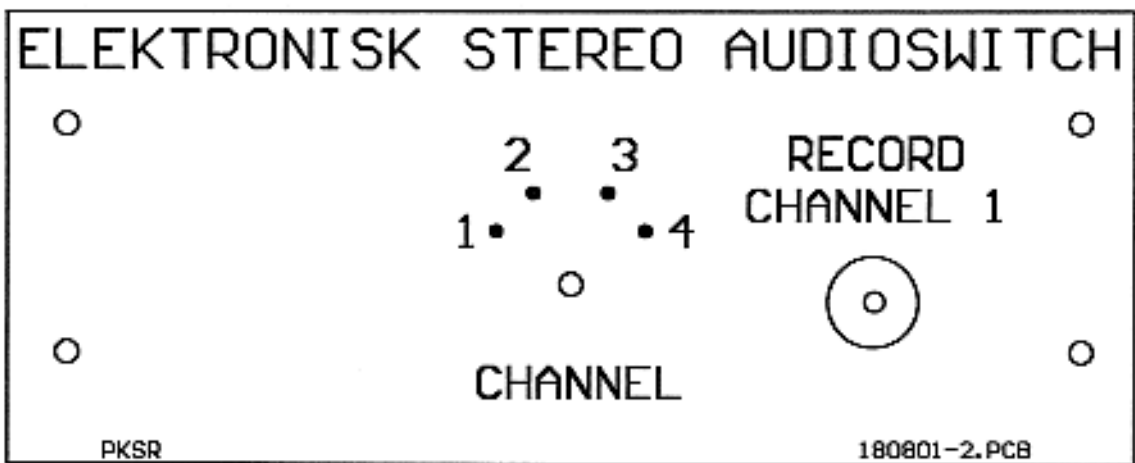 ELEKTRONISK STEREO AUDIOSWITCH
2 3
1 4
RECORD
CHANNEL 1
CHANNEL
PKSR 180801-2.PCB